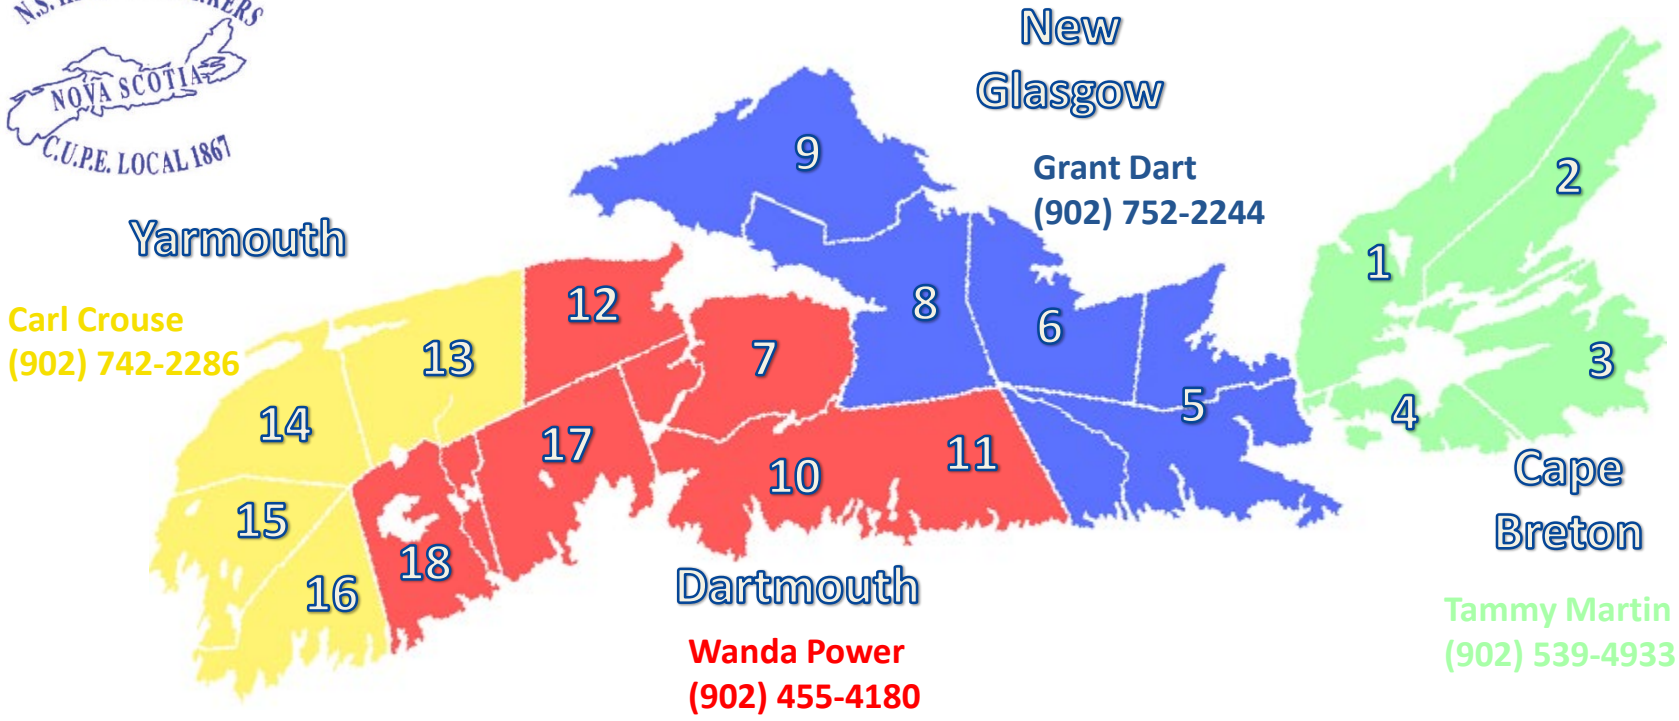 N.S.
NOVA SCOTIA
C.U.P.E. LOCAL 1867
New
Glasgow
Grant Dart
(902) 752-2244
Yarmouth
Carl Crouse
(902) 742-2286
9
2
1
12
8
6
13
7
3
14
5
4
17
11
10
15
18
16
Cape
Breton
Dartmouth
Tammy Martin
(902) 539-4933
Wanda Power
(902) 455-4180